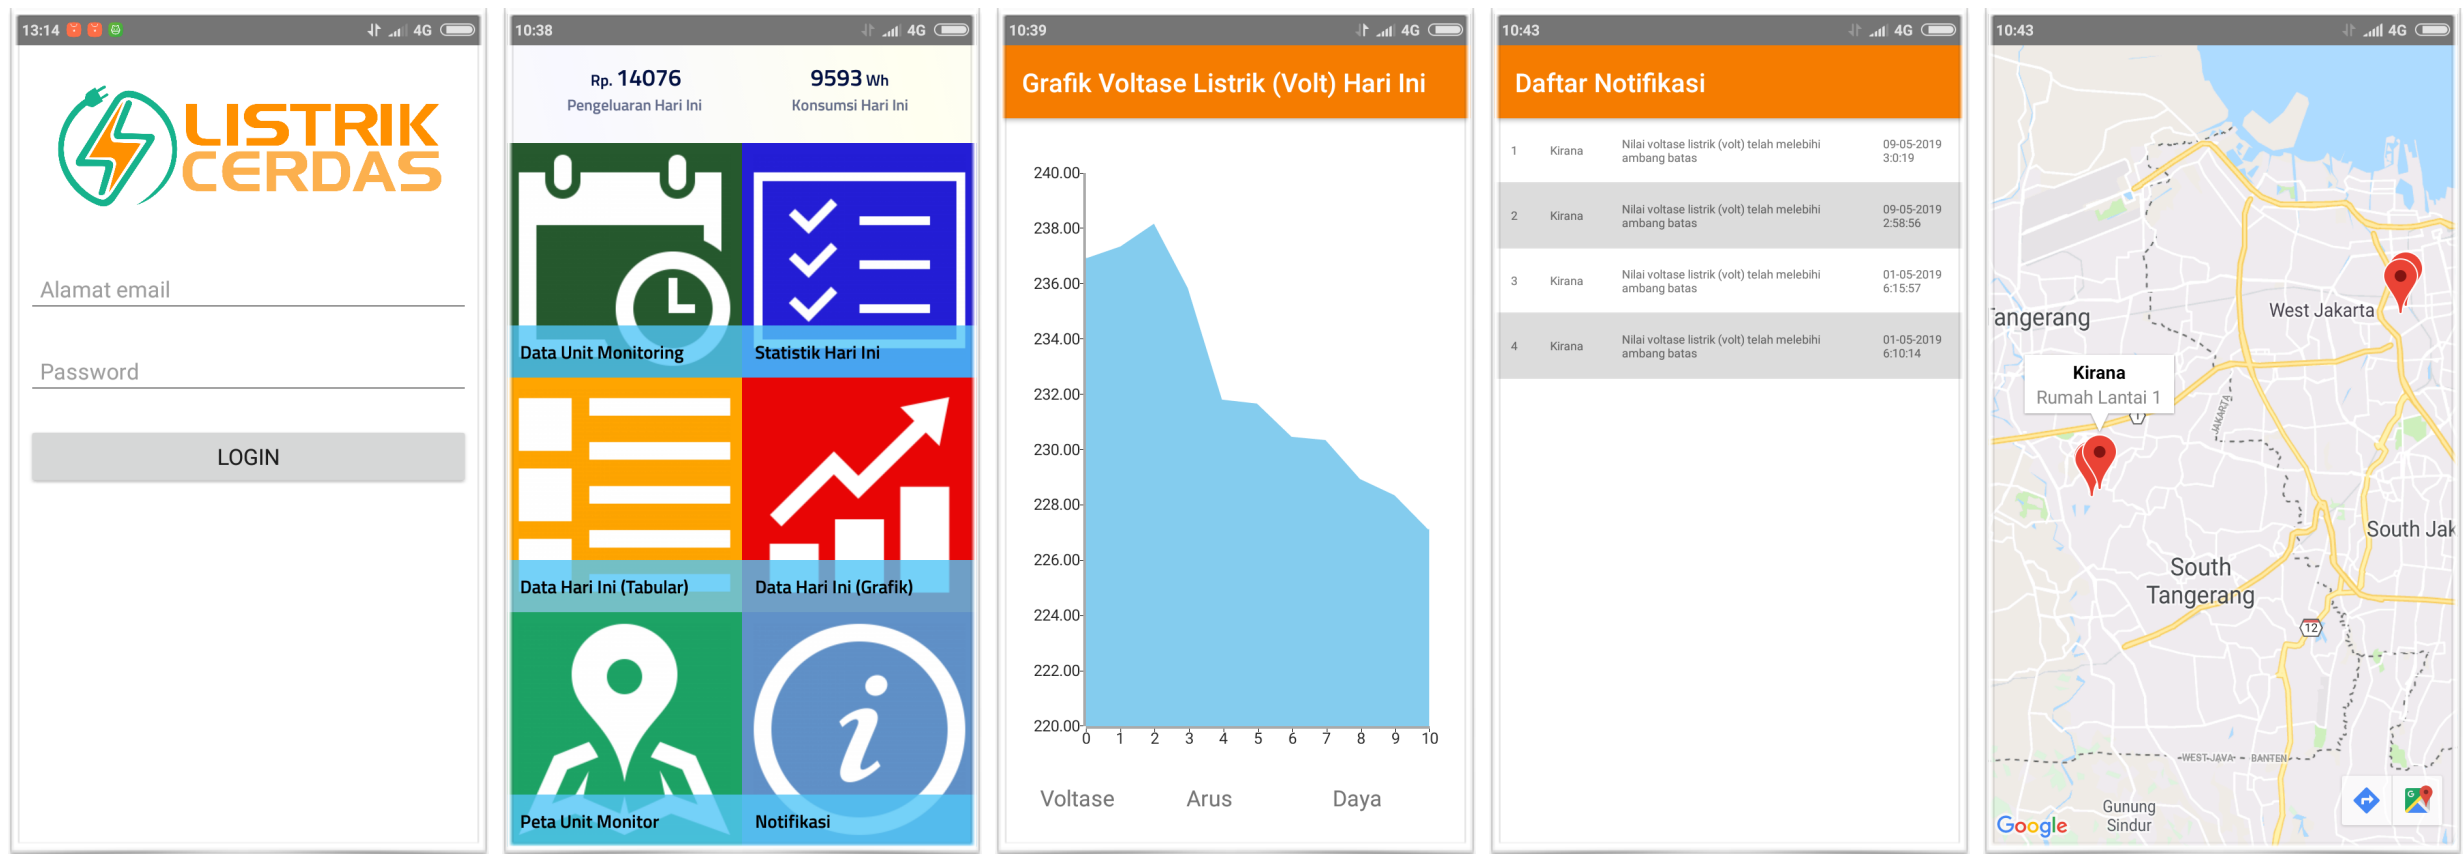 13:14
4G
LISTRIK
CERDAS
Alamat email
Password
LOGIN
10:38
4G
Rp. 14076
Pengeluaran Hari Ini
9593 Wh
Konsumsi Hari Ini
Data Unit Monitoring
Statistik Hari Ini
Data Hari Ini (Tabular)
Data Hari Ini (Grafik)
Peta Unit Monitor
Notifikasi
10:39
4G
Grafik Voltase Listrik (Volt) Hari Ini
240.00
238.00
236.00
234.00
232.00
230.00
228.00
226.00
224.00
222.00
220.00
0 1 2 3 4 5 6 7 8 9 10
Voltase Arus Daya
10:43
4G
Daftar Notifikasi
1 Kirana Nilai voltase listrik (volt) telah melebihi
ambang batas
09-05-2019
3:0:19
2 Kirana Nilai voltase listrik (volt) telah melebihi
ambang batas
09-05-2019
2:58:56
3 Kirana Nilai voltase listrik (volt) telah melebihi
ambang batas
01-05-2019
6:15:57
4 Kirana Nilai voltase listrik (volt) telah melebihi
ambang batas
01-05-2019
6:10:14
10:43
4G
West Jakarta
angerang
Kirana
Rumah Lantai 1
1
JAKARTA
South Jak
South
Tangerang
12
WEST JAVA
BANTEN
Gunung
Sindur
Google
G